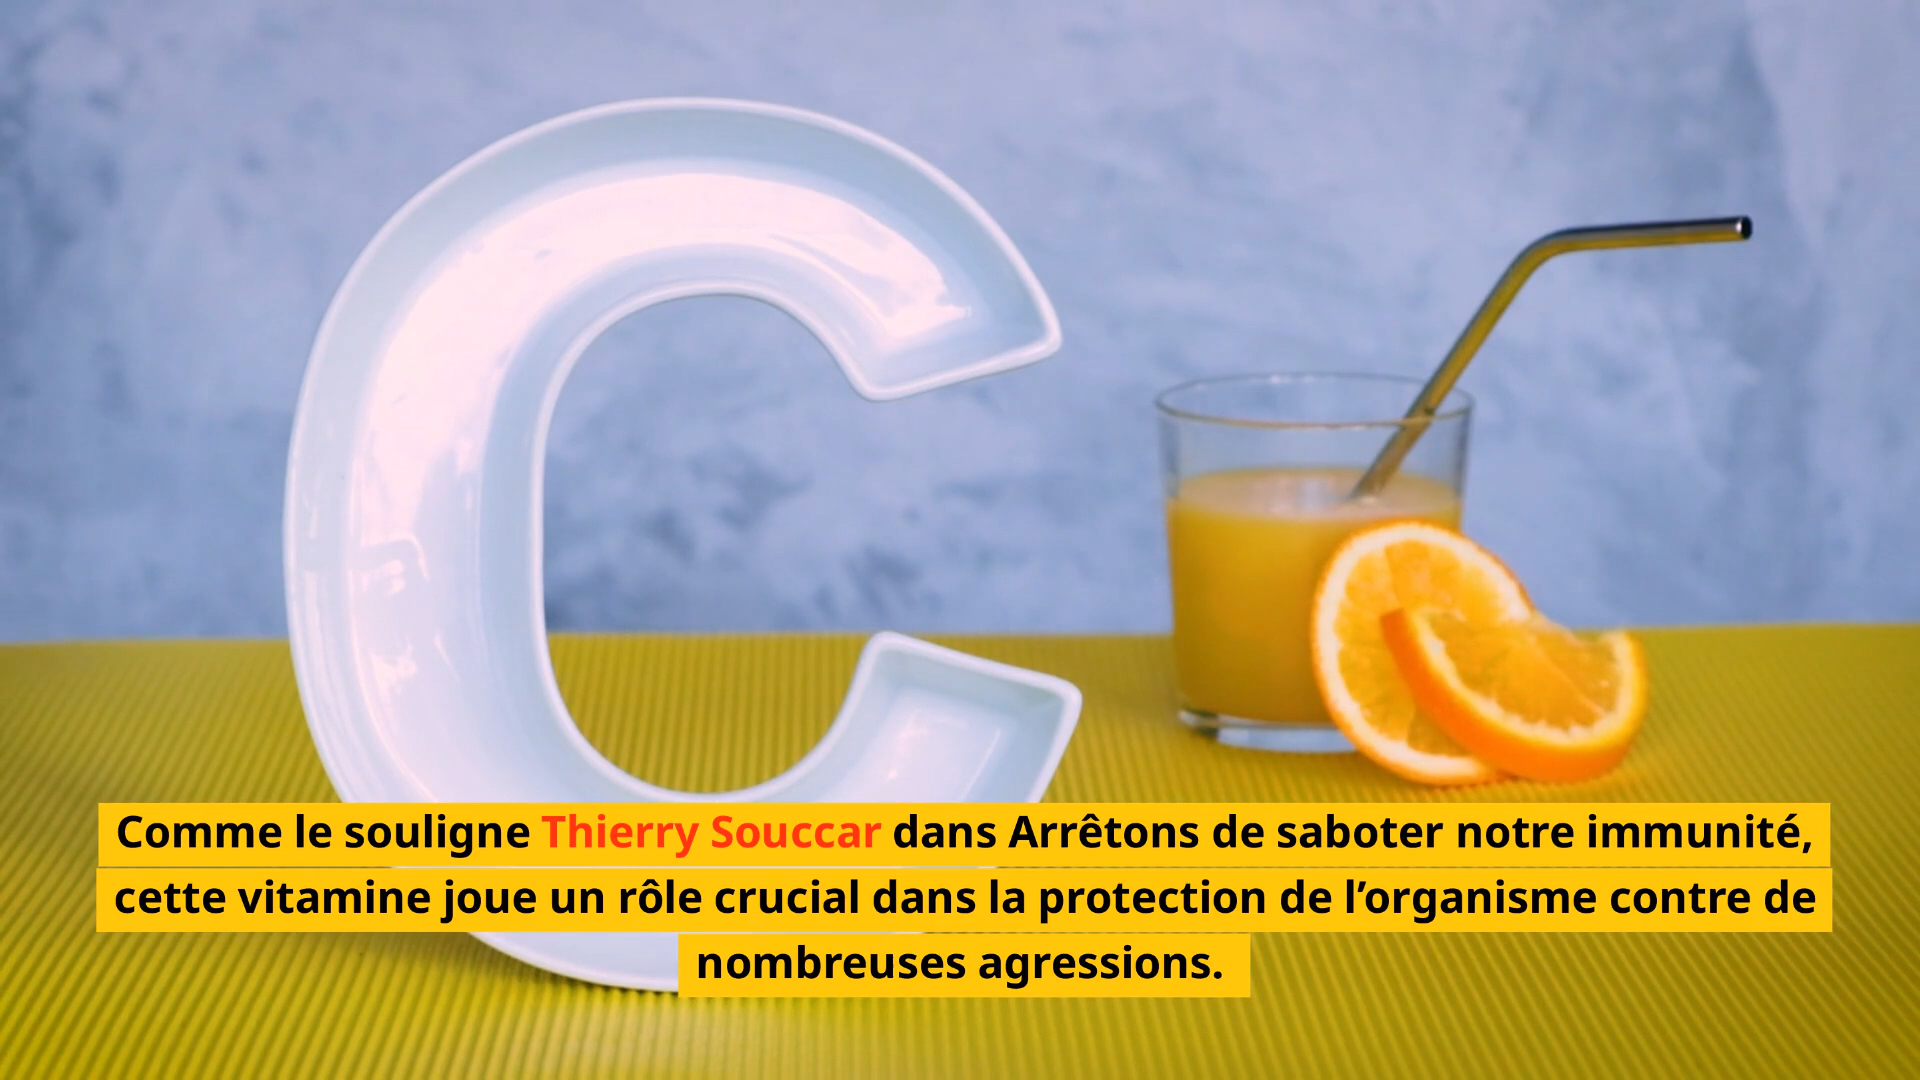 C
Comme le souligne Thierry Souccar dans Arrêtons de saboter notre immunité,
cette vitamine joue un rôle crucial dans la protection de l’organisme contre de
nombreuses agressions.